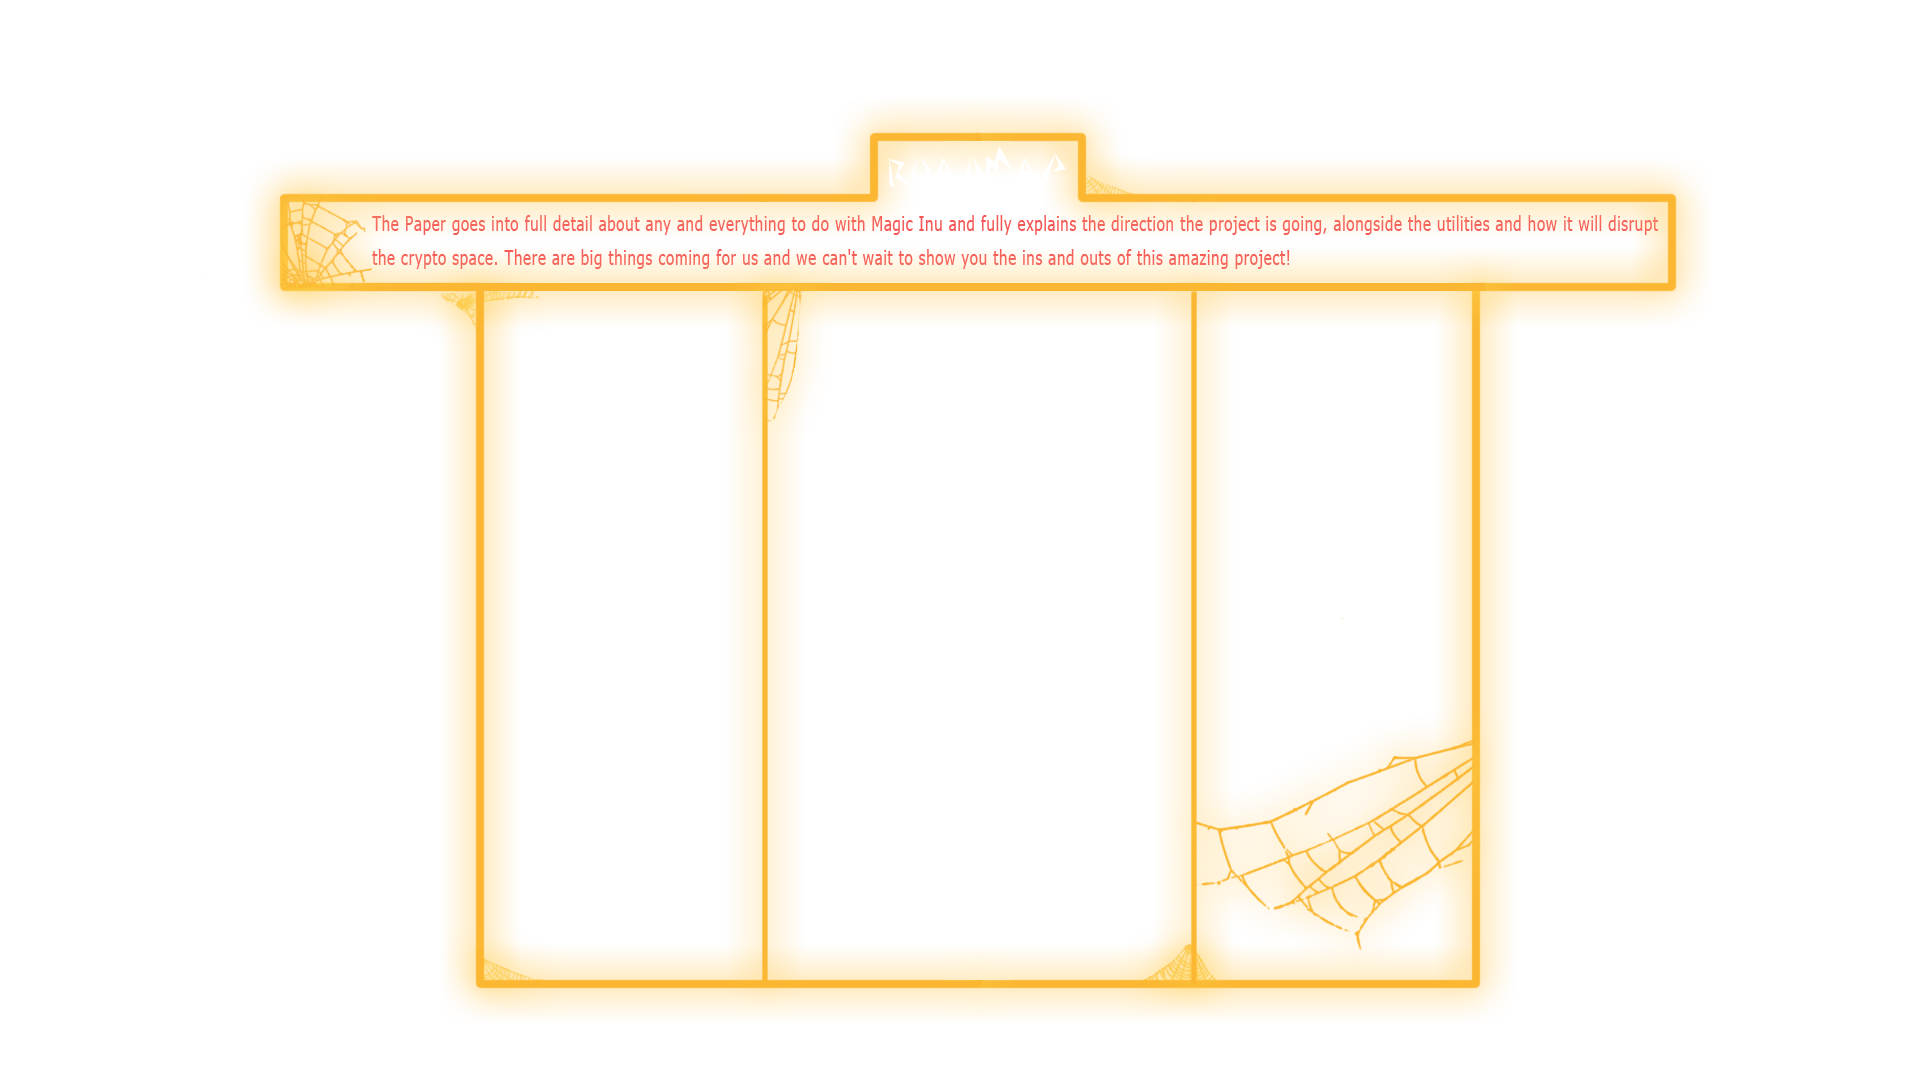 The Paper goes into full detail about any and everything to do with Magic Inu and fully explains the direction the project is going, alongside the utilities and how it will disrupt
the crypto space. There are big things coming for us and we can't wait to show you the ins and outs of this amazing project!